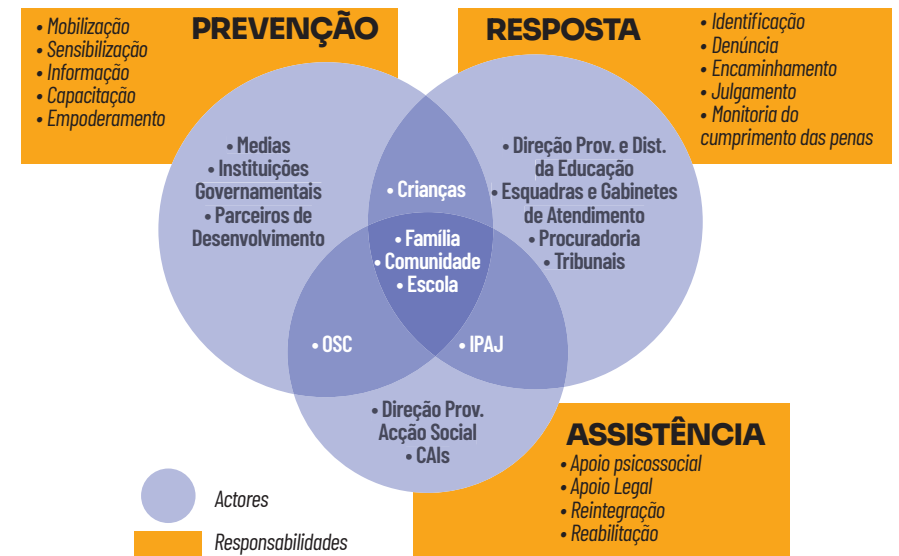 PREVENÇÃO
• Mobilização
• Sensibilização
• Informação
• Capacitação
• Empoderamento
RESPOSTA
• Identificação
• Denúncia
• Encaminhamento
• Julgamento
• Monitoria do
cumprimento das penas
• Medias
• Instituições
Governamentais
• Parceiros de
Desenvolvimento
• Crianças
• Direção Prov. e Dist.
da Educação
• Esquadras e Gabinetes
de Atendimento
• Procuradoria
• Tribunais
• Família
• Comunidade
• Escola
• OSC
• IPAJ
• Direção Prov.
Acção Social
• CAIs
ASSISTÊNCIA
• Apoio psicossocial
• Apoio Legal
• Reintegração
• Reabilitação
Actores
Responsabilidades